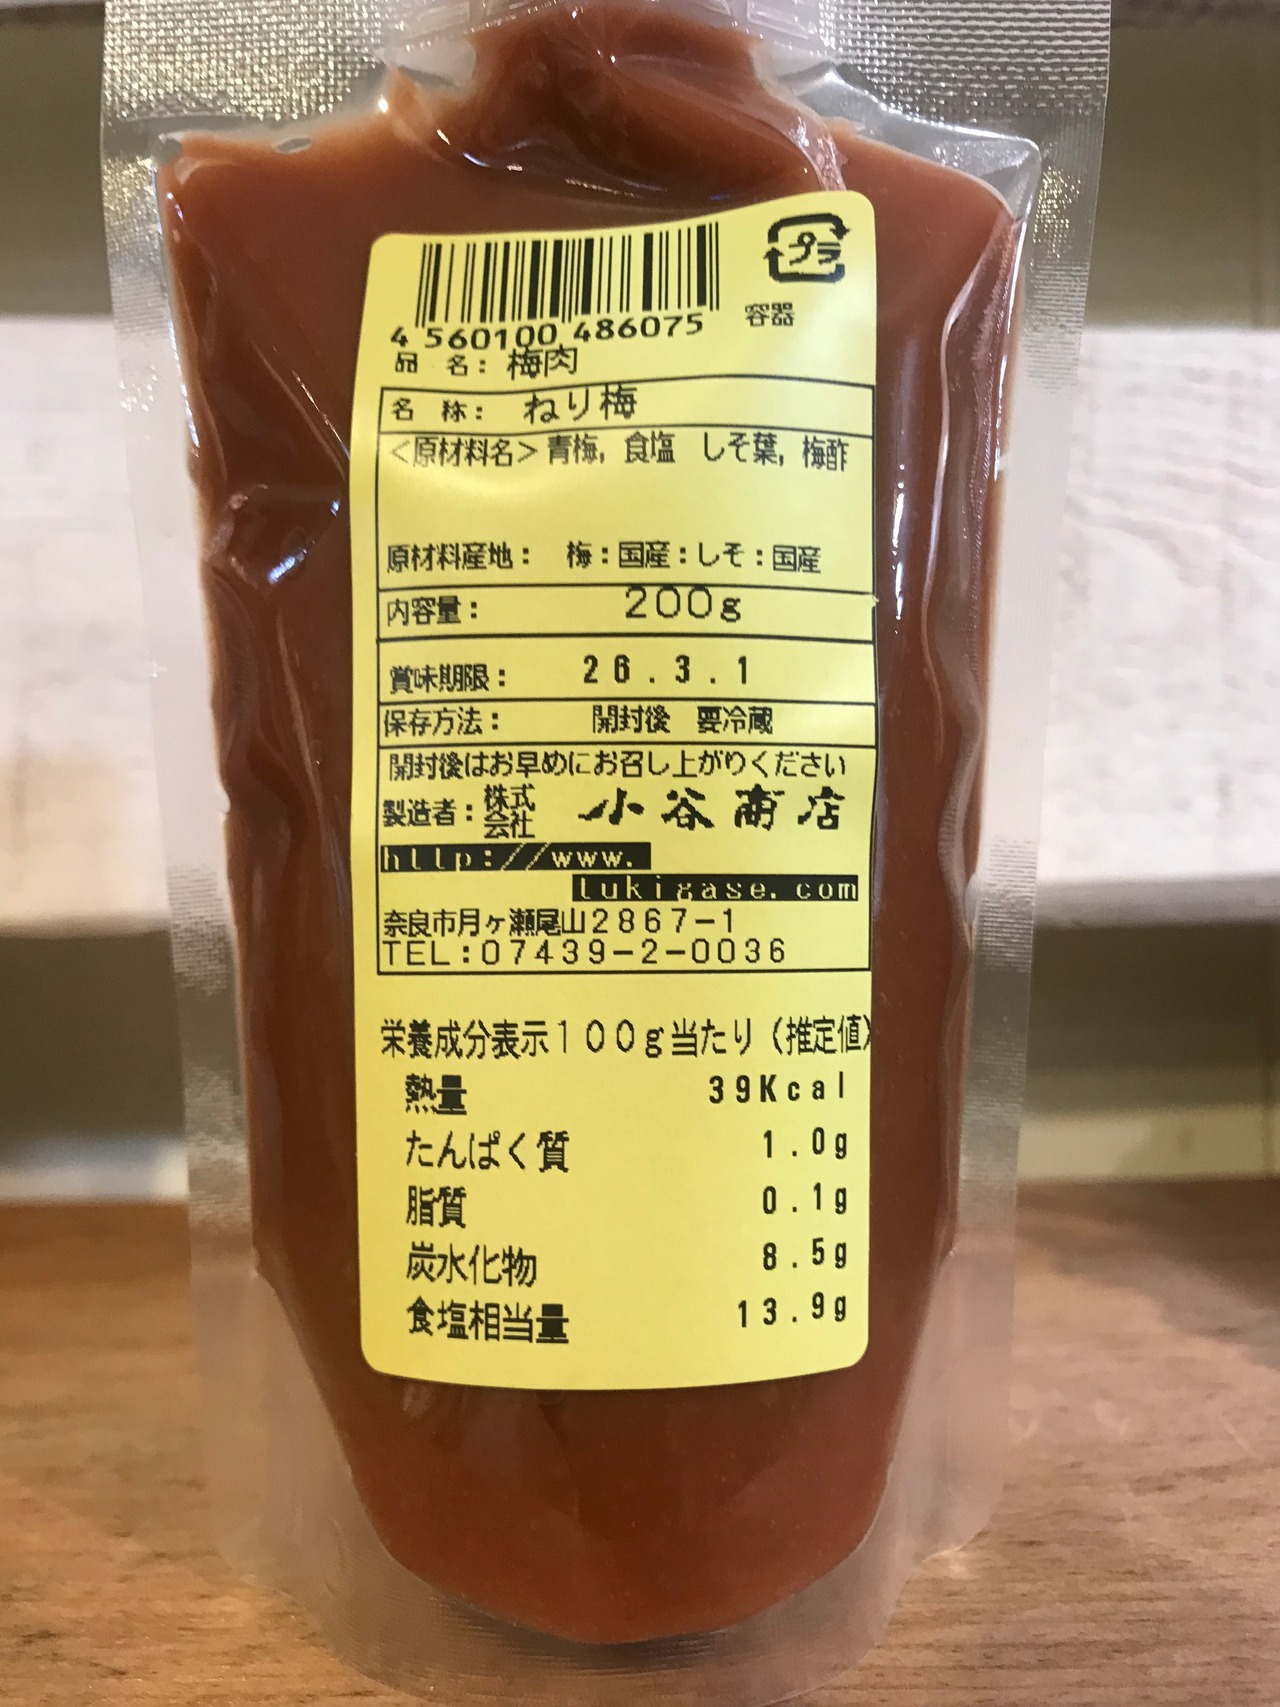 プラ
容器
4 560100 486075
品 名： 梅肉
名 称： ねり梅
＜原材料名＞青梅, 食塩 しそ葉, 梅酢
原材料産地： 梅：国産：しそ：国産
内容量： 200g
賞味期限： 26.3.1
保存方法： 開封後 要冷蔵
開封後はお早めにお召し上がりください
製造者：株式会社 小谷商店
http://www.
tukigase.com
奈良市月ヶ瀬尾山2867-1
TEL:07439-2-0036
栄養成分表示100g当たり（推定値）
熱量 39Kcal
たんぱく質 1.0g
脂質 0.1g
炭水化物 8.5g
食塩相当量 13.9g